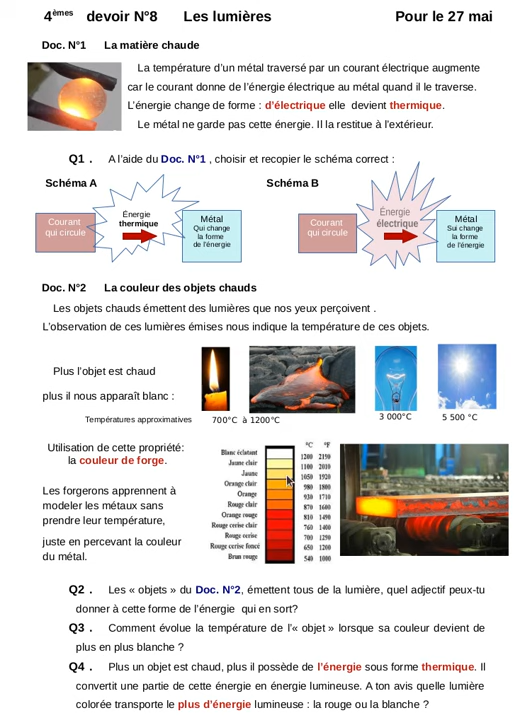 4èmes devoir N°8 Les lumières Pour le 27 mai
Doc. N°1 La matière chaude
La température d'un métal traversé par un courant électrique augmente
car le courant donne de l'énergie électrique au métal quand il le traverse.
L'énergie change de forme : d'électrique elle devient thermique.
Le métal ne garde pas cette énergie. Il la restitue à l'extérieur.
Q1 . A l'aide du Doc. N°1 , choisir et recopier le schéma correct :
Schéma A
Courant
qui circule
Énergie
thermique
Métal
Qui change
la forme
de l'énergie
Schéma B
Courant
qui circule
Énergie
électrique
Métal
Sui change
la forme
de l'énergie
Doc. N°2 La couleur des objets chauds
Les objets chauds émettent des lumières que nos yeux perçoivent .
L'observation de ces lumières émises nous indique la température de ces objets.
Plus l'objet est chaud
plus il nous apparaît blanc :
Températures approximatives 700°C à 1200°C 3 000°C 5 500 °C
Utilisation de cette propriété:
la couleur de forge.
Les forgerons apprennent à
modeler les métaux sans
prendre leur température,
juste en percevant la couleur
du métal.
°C °F
Blanc éclatant 1200 2190
Jaune clair 1100 2010
Jaune 1050 1920
Orange clair 980 1800
Orange 930 1710
Rouge clair 870 1600
Orange rouge 810 1490
Rouge cerise clair 760 1400
Rouge cerise 700 1290
Rouge cerise foncé 650 1200
Brun rouge 540 1000
Q2 . Les « objets » du Doc. N°2, émettent tous de la lumière, quel adjectif peux-tu
donner à cette forme de l'énergie qui en sort?
Q3 . Comment évolue la température de l'« objet » lorsque sa couleur devient de
plus en plus blanche ?
Q4 . Plus un objet est chaud, plus il possède de l'énergie sous forme thermique. Il
convertit une partie de cette énergie en énergie lumineuse. A ton avis quelle lumière
colorée transporte le plus d'énergie lumineuse : la rouge ou la blanche ?